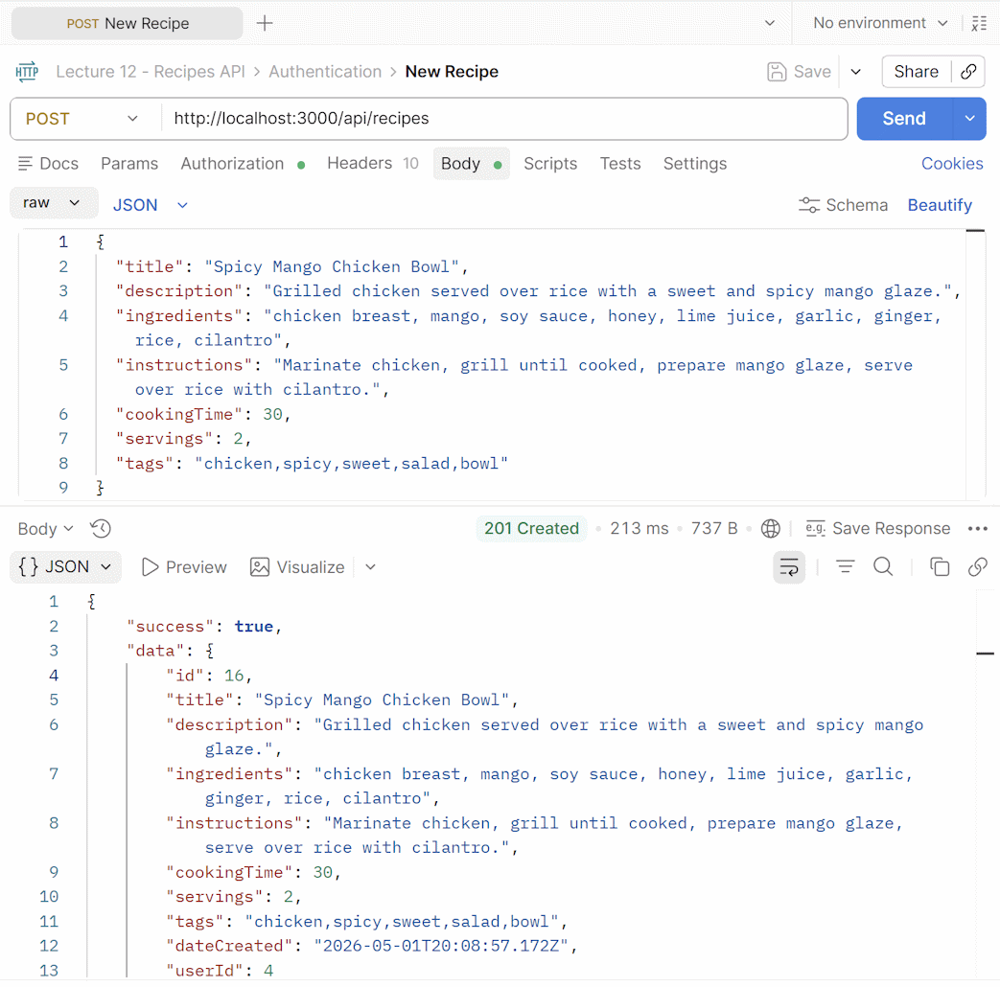 POST New Recipe
No environment
HTTP Lecture 12 - Recipes API > Authentication > New Recipe Save Share
POST http://localhost:3000/api/recipes Send
Docs Params Authorization Headers 10 Body Scripts Tests Settings Cookies
raw JSON Schema Beautify
1 {
2 "title": "Spicy Mango Chicken Bowl",
3 "description": "Grilled chicken served over rice with a sweet and spicy mango glaze.",
4 "ingredients": "chicken breast, mango, soy sauce, honey, lime juice, garlic, ginger,
rice, cilantro",
5 "instructions": "Marinate chicken, grill until cooked, prepare mango glaze, serve
over rice with cilantro.",
6 "cookingTime": 30,
7 "servings": 2,
8 "tags": "chicken,spicy,sweet,salad,bowl"
9 }
Body 201 Created • 213 ms • 737 B • e.g. Save Response
{} JSON Preview Visualize
1 {
2 "success": true,
3 "data": {
4 "id": 16,
5 "title": "Spicy Mango Chicken Bowl",
6 "description": "Grilled chicken served over rice with a sweet and spicy mango
glaze.",
7 "ingredients": "chicken breast, mango, soy sauce, honey, lime juice, garlic,
ginger, rice, cilantro",
8 "instructions": "Marinate chicken, grill until cooked, prepare mango glaze,
serve over rice with cilantro.",
9 "cookingTime": 30,
10 "servings": 2,
11 "tags": "chicken,spicy,sweet,salad,bowl",
12 "dateCreated": "2026-05-01T20:08:57.172Z",
13 "userId": 4